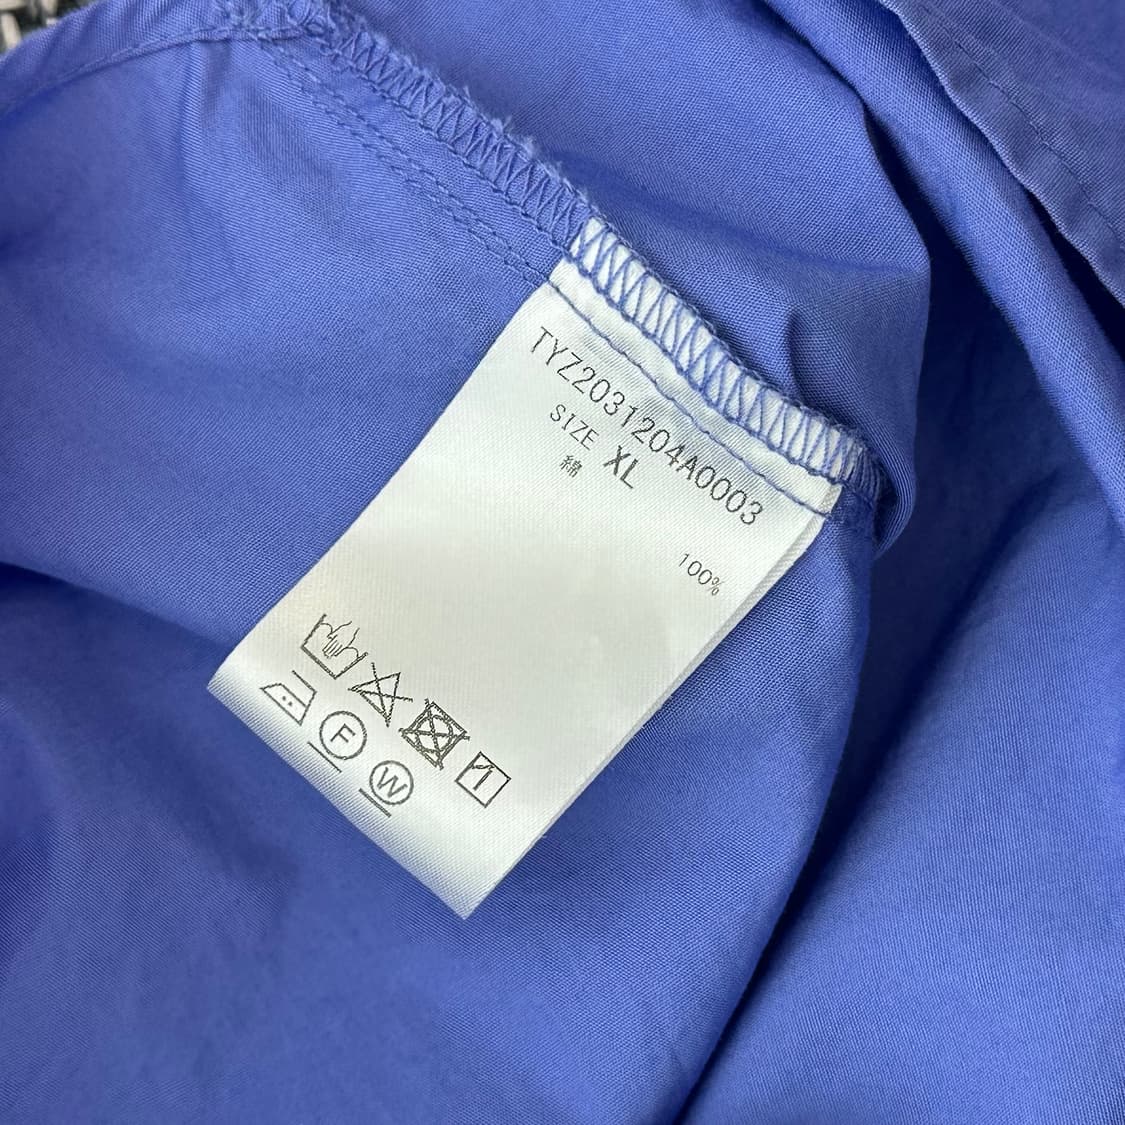 TYZ2031204A0003
SIZE XL
綿 100%
F
W